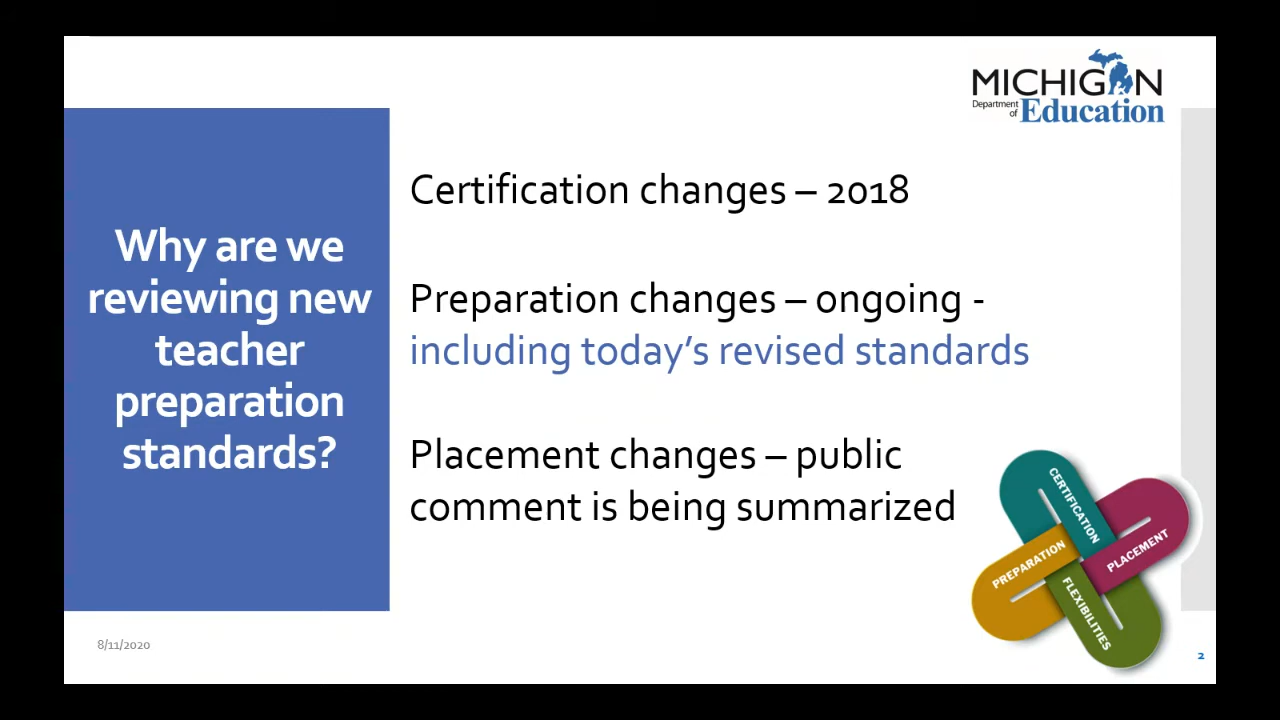 MICHIGAN
Department of Education
Why are we
reviewing new
teacher
preparation
standards?
Certification changes – 2018
Preparation changes – ongoing -
including today's revised standards
Placement changes – public
comment is being summarized
CERTIFICATION
PLACEMENT
PREPARATION
FLEXIBILITIES
8/11/2020
2